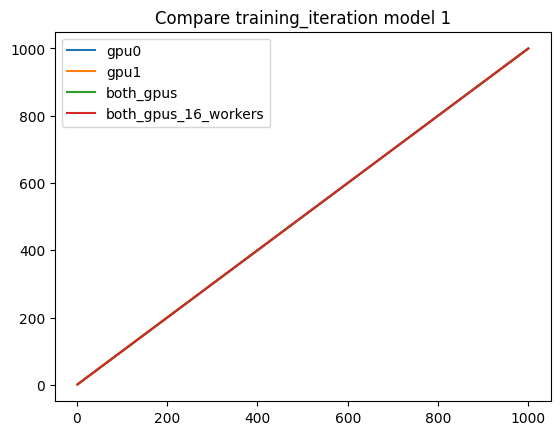 Compare training_iteration model 1
gpu0
gpu1
both_gpus
both_gpus_16_workers
1000
800
600
400
200
0
0 200 400 600 800 1000